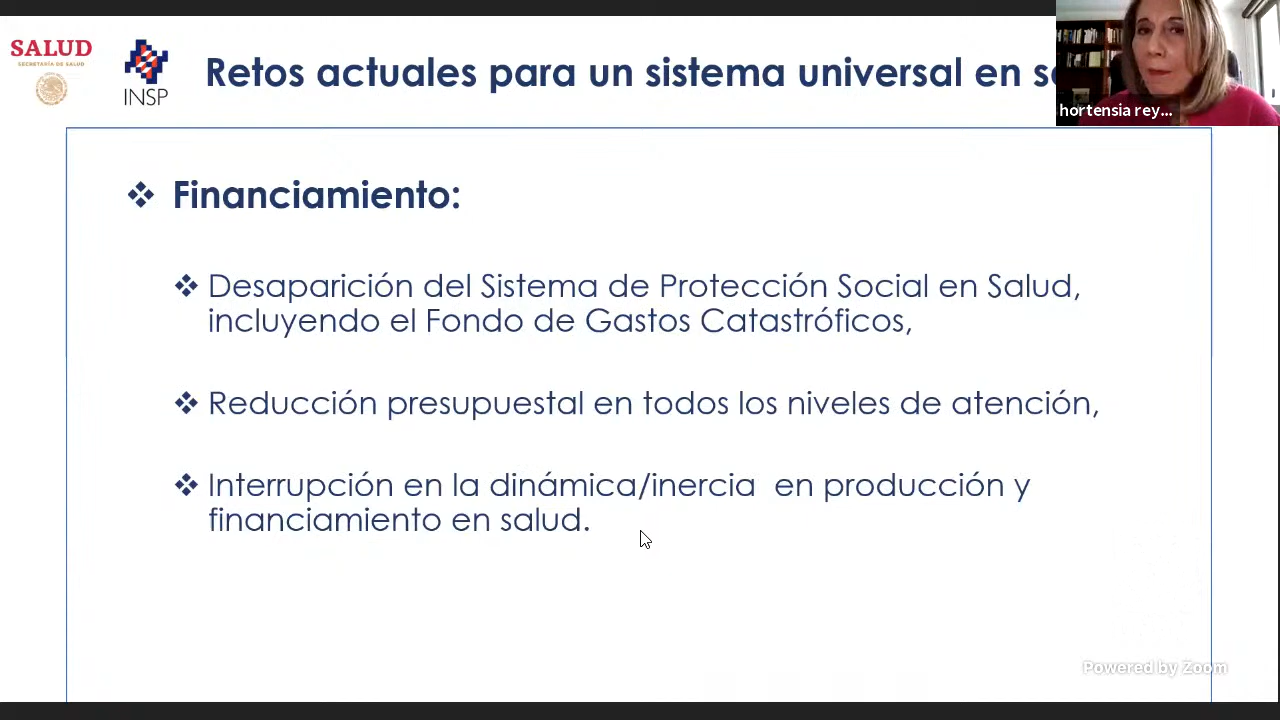 SALUD
SECRETARÍA DE SALUD
INSP
Retos actuales para un sistema universal en
hortensia rey...
❖ Financiamiento:
❖ Desaparición del Sistema de Protección Social en Salud,
incluyendo el Fondo de Gastos Catastróficos,
❖ Reducción presupuestal en todos los niveles de atención,
❖ Interrupción en la dinámica/inercia en producción y
financiamiento en salud.
Powered by Zoom